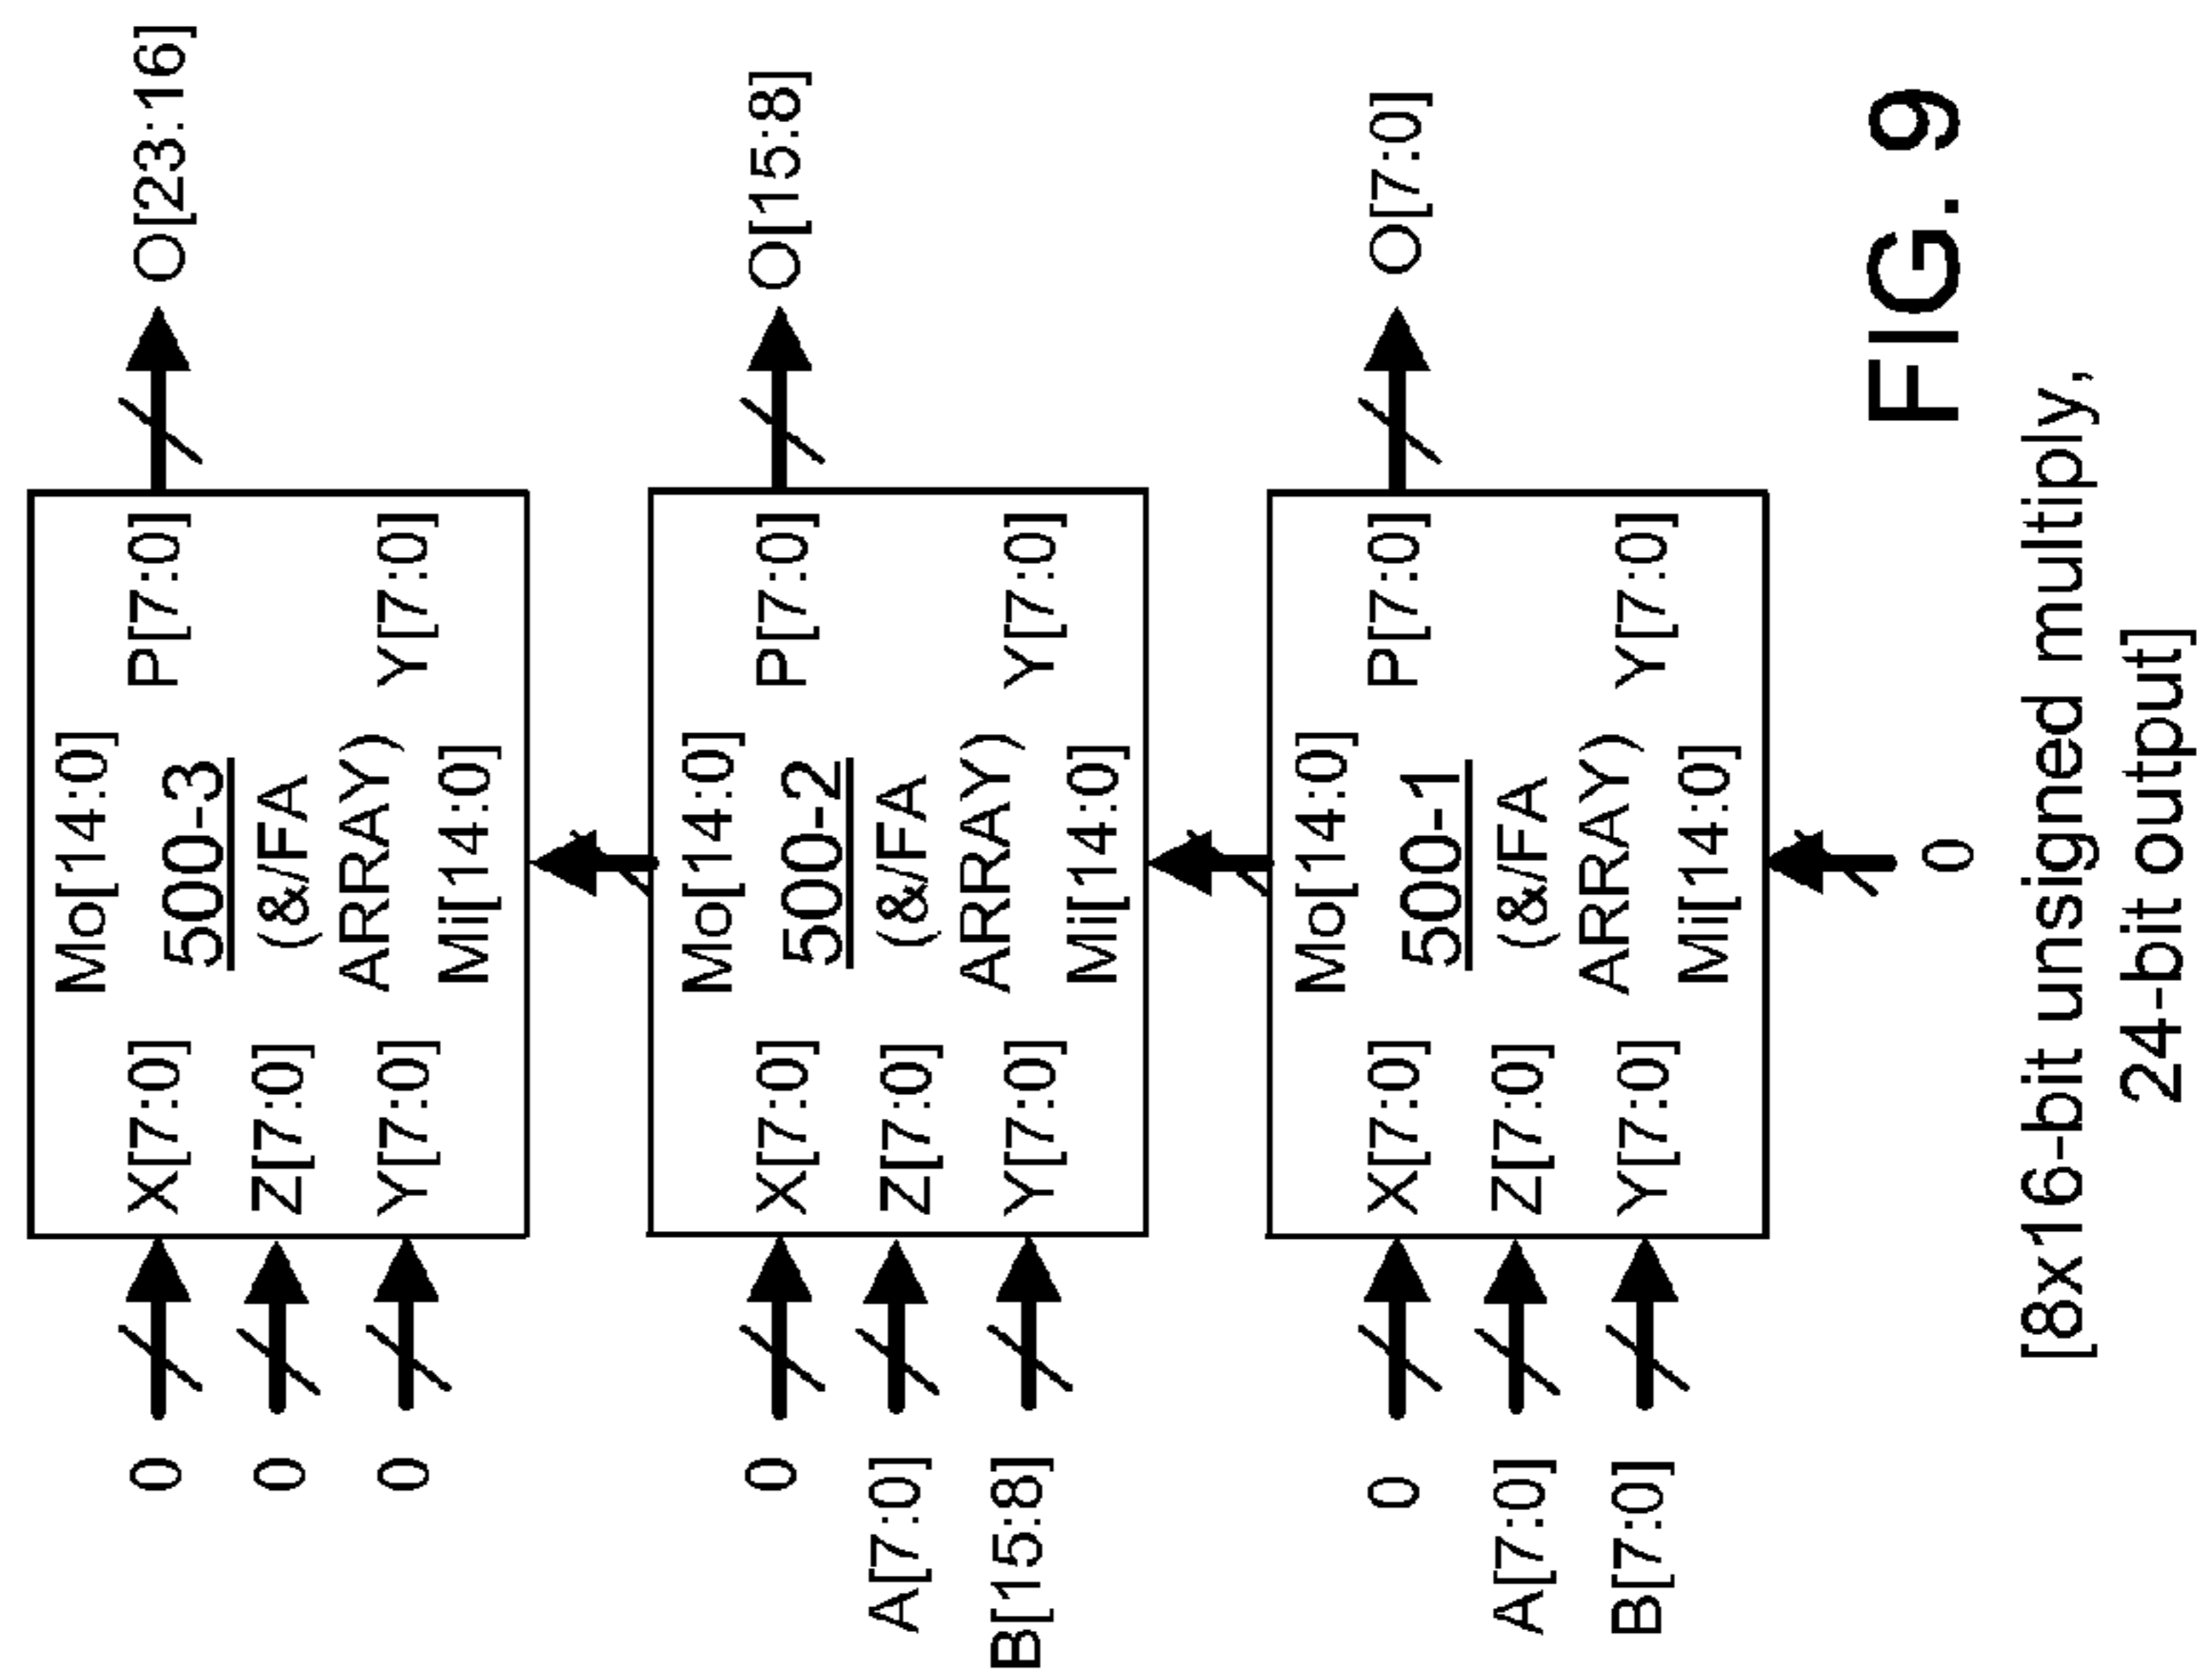 Mo[14:0]
X[7:0]
500-3
P[7:0]
O[23:16]
0
Z[7:0]
(&/FA
0
ARRAY)
Y[7:0]
Y[7:0]
0
Mi[14:0]
Mo[14:0]
X[7:0]
500-2
P[7:0]
O[15:8]
0
Z[7:0]
(&/FA
A[7:0]
ARRAY)
Y[7:0]
Y[7:0]
B[15:8]
Mi[14:0]
Mo[14:0]
X[7:0]
500-1
P[7:0]
O[7:0]
0
Z[7:0]
(&/FA
A[7:0]
ARRAY)
Y[7:0]
Y[7:0]
B[7:0]
Mi[14:0]
0
FIG. 9
[8x16-bit unsigned multiply,
24-bit output]